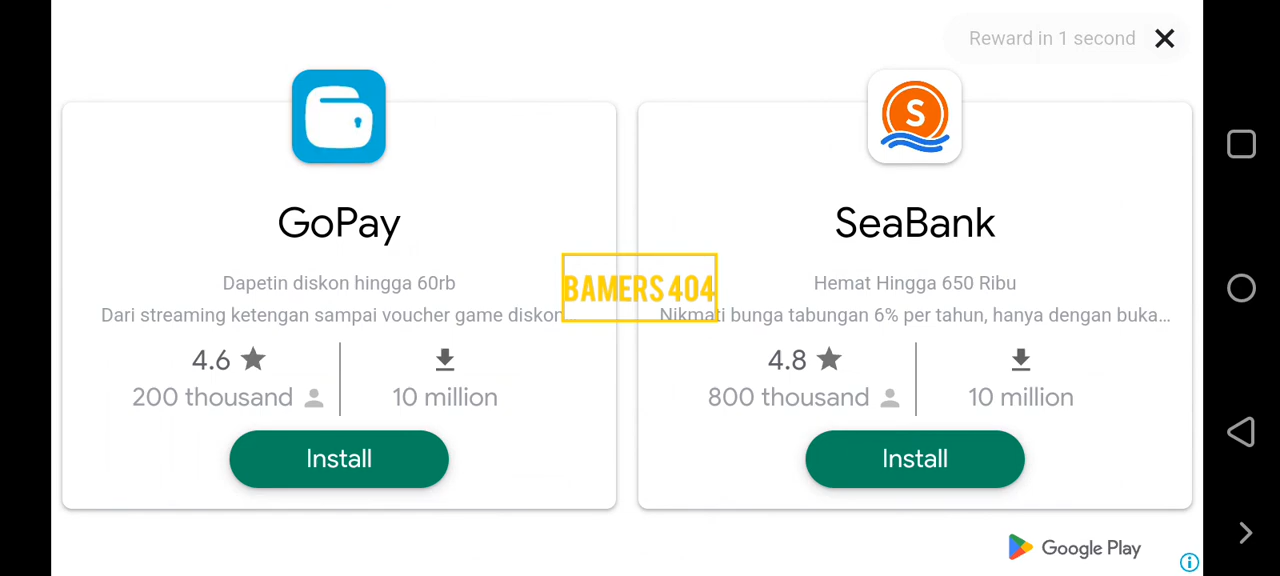 Reward in 1 second
GoPay
Dapetin diskon hingga 60rb
Dari streaming ketengan sampai voucher game diskon...
4.6
200 thousand
10 million
Install
S
SeaBank
Hemat Hingga 650 Ribu
Nikmati bunga tabungan 6% per tahun, hanya dengan buka...
4.8
800 thousand
10 million
Install
BAMERS 404
Google Play